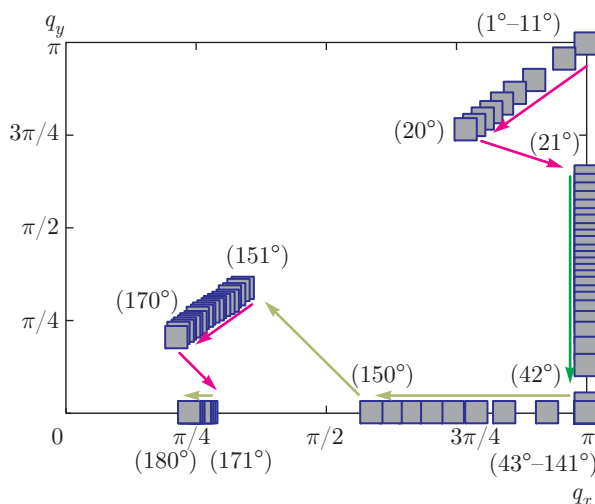 q_y
π
(1°–11°)
3π/4
(20°)
(21°)
π/2
(151°)
(170°)
π/4
(150°)
(42°)
0
π/4
π/2
3π/4
π
(180°)
(171°)
(43°–141°)
q_x